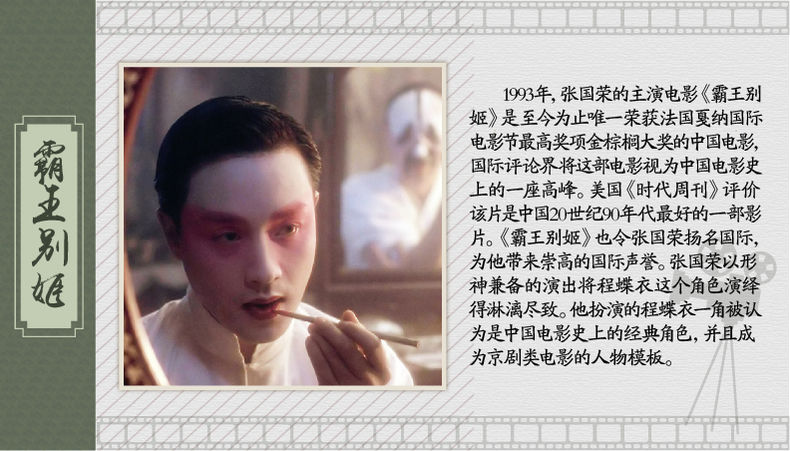 霸王别姬
1993年, 张国荣的主演电影《霸王别
姬》是至今为止唯一荣获法国戛纳国际
电影节最高奖项金棕榈大奖的中国电影,
国际评论界将这部电影视为中国电影史
上的一座高峰。美国《时代周刊》评价
该片是中国20世纪90年代最好的一部影
片。《霸王别姬》也令张国荣扬名国际,
为他带来崇高的国际声誉。张国荣以形
神兼备的演出将程蝶衣这个角色演绎
得淋漓尽致。他扮演的程蝶衣一角被认
为是中国电影史上的经典角色, 并且成
为京剧类电影的人物模板。